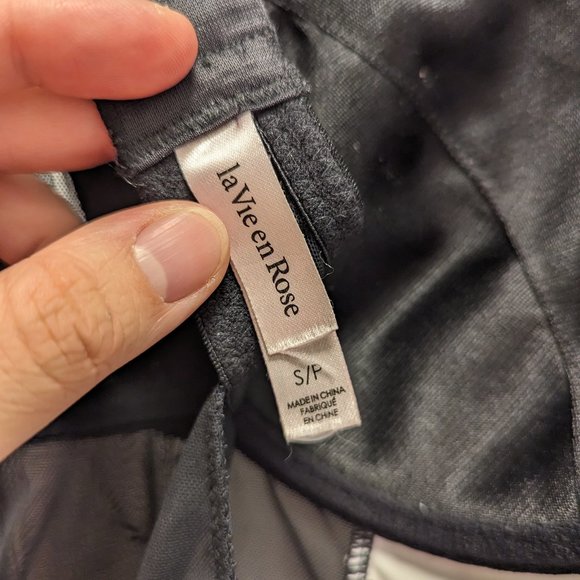 la Vie en Rose
S/P
MADE IN CHINA
FABRIQUÉ
EN CHINE